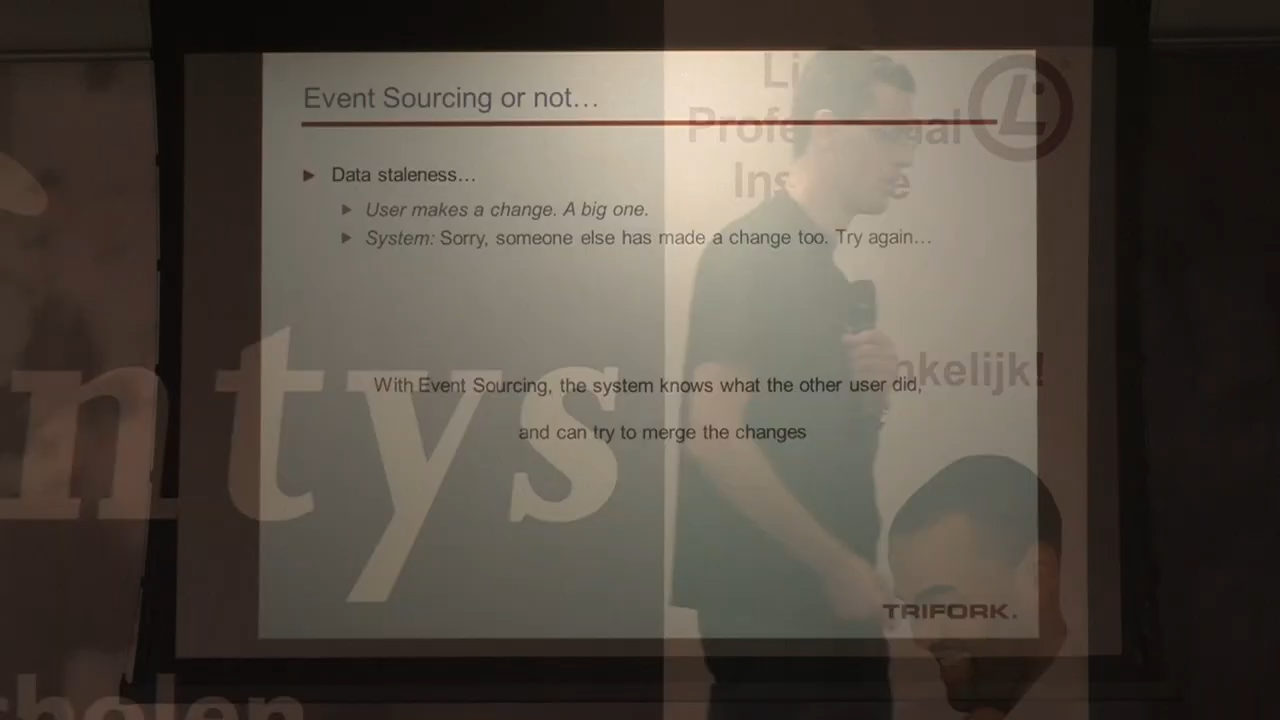 Event Sourcing or not…
Data staleness…
User makes a change. A big one.
System: Sorry, someone else has made a change too. Try again…
With Event Sourcing, the system knows what the other user did,
and can try to merge the changes
TRIFORK.
L
ntys
nkelijk!